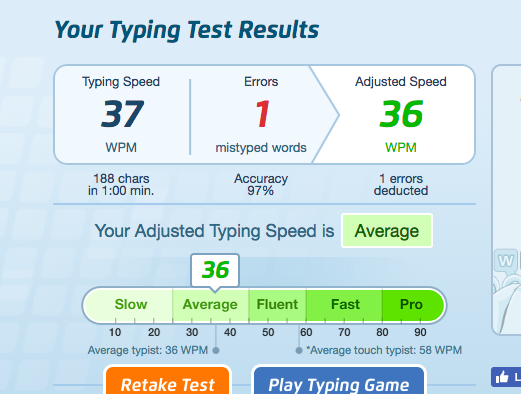 Your Typing Test Results
Typing Speed Errors Adjusted Speed
37 1 36
WPM mistyped words WPM
188 chars Accuracy 1 errors
in 1:00 min. 97% deducted
Your Adjusted Typing Speed is Average
36
Slow Average Fluent Fast Pro
10 20 30 40 50 60 70 80 90
Average typist: 36 WPM *Average touch typist: 58 WPM
Retake Test Play Typing Game
W
L